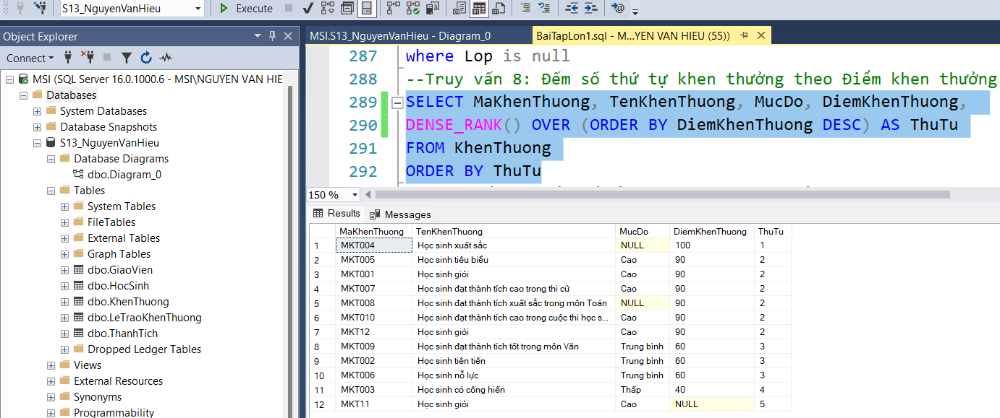 S13_NguyenVanHieu
Execute
Object Explorer
MSI.S13_NguyenVanHieu - Diagram_0
BaiTapLon1.sql - M...YEN VAN HIEU (55))
Connect
MSI (SQL Server 16.0.1000.6 - MSI\NGUYEN VAN HIE
Databases
System Databases
Database Snapshots
S13_NguyenVanHieu
Database Diagrams
dbo.Diagram_0
Tables
System Tables
FileTables
External Tables
Graph Tables
dbo.GiaoVien
dbo.HocSinh
dbo.KhenThuong
dbo.LeTraoKhenThuong
dbo.ThanhTich
Dropped Ledger Tables
Views
External Resources
Synonyms
Programmability
287 where Lop is null
288 --Truy vấn 8: Đếm số thứ tự khen thưởng theo Điểm khen thưởng
289 SELECT MaKhenThuong, TenKhenThuong, MucDo, DiemKhenThuong,
290 DENSE_RANK() OVER (ORDER BY DiemKhenThuong DESC) AS ThuTu
291 FROM KhenThuong
292 ORDER BY ThuTu
150 %
Results Messages
MaKhenThuong TenKhenThuong MucDo DiemKhenThuong ThuTu
1 MKT004 Học sinh xuất sắc NULL 100 1
2 MKT005 Học sinh tiêu biểu Cao 90 2
3 MKT001 Học sinh giỏi Cao 90 2
4 MKT007 Học sinh đạt thành tích cao trong thi cử Cao 90 2
5 MKT008 Học sinh đạt thành tích xuất sắc trong môn Toán NULL 90 2
6 MKT010 Học sinh đạt thành tích cao trong cuộc thi học s... Cao 90 2
7 MKT12 Học sinh giỏi Cao 90 2
8 MKT009 Học sinh đạt thành tích tốt trong môn Văn Trung bình 60 3
9 MKT002 Học sinh tiên tiến Trung bình 60 3
10 MKT006 Học sinh nỗ lực Trung bình 60 3
11 MKT003 Học sinh có cống hiến Thấp 40 4
12 MKT11 Học sinh giỏi Cao NULL 5